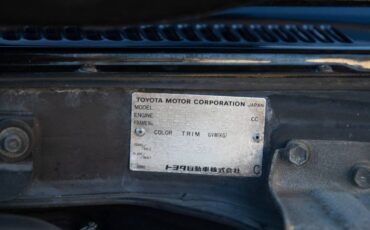 TOYOTA MOTOR CORPORATION JAPAN
MODEL
ENGINE CC
FRAME No.
COLOR TRIM
トヨタ自動車株式会社 C